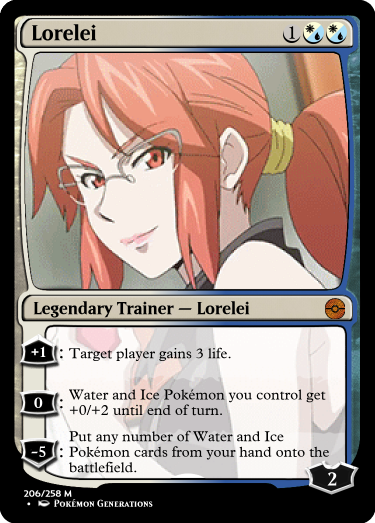 Lorelei 1
Legendary Trainer — Lorelei
+1: Target player gains 3 life.
0: Water and Ice Pokémon you control get
+0/+2 until end of turn.
Put any number of Water and Ice
-5: Pokémon cards from your hand onto the
battlefield.
2
206/258 M
• Pokémon Generations